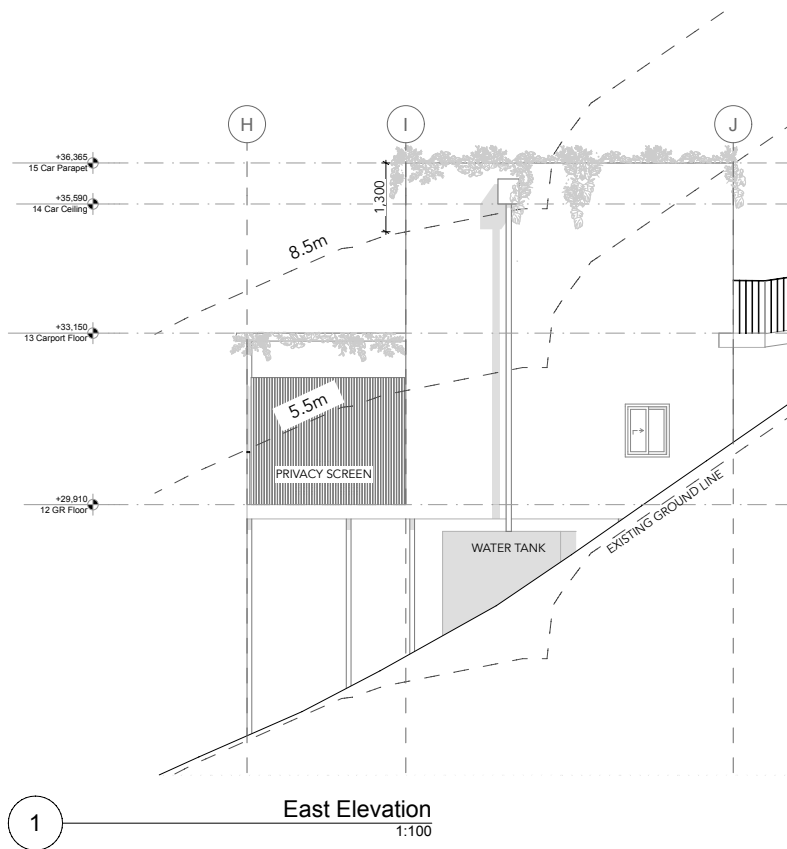 H
I
J
+36,365
15 Car Parapet
+35,590
14 Car Ceiling
1,300
8.5m
+33,150
13 Carport Floor
5.5m
PRIVACY SCREEN
+29,910
12 GR Floor
EXISTING GROUND LINE
WATER TANK
1
East Elevation
1:100